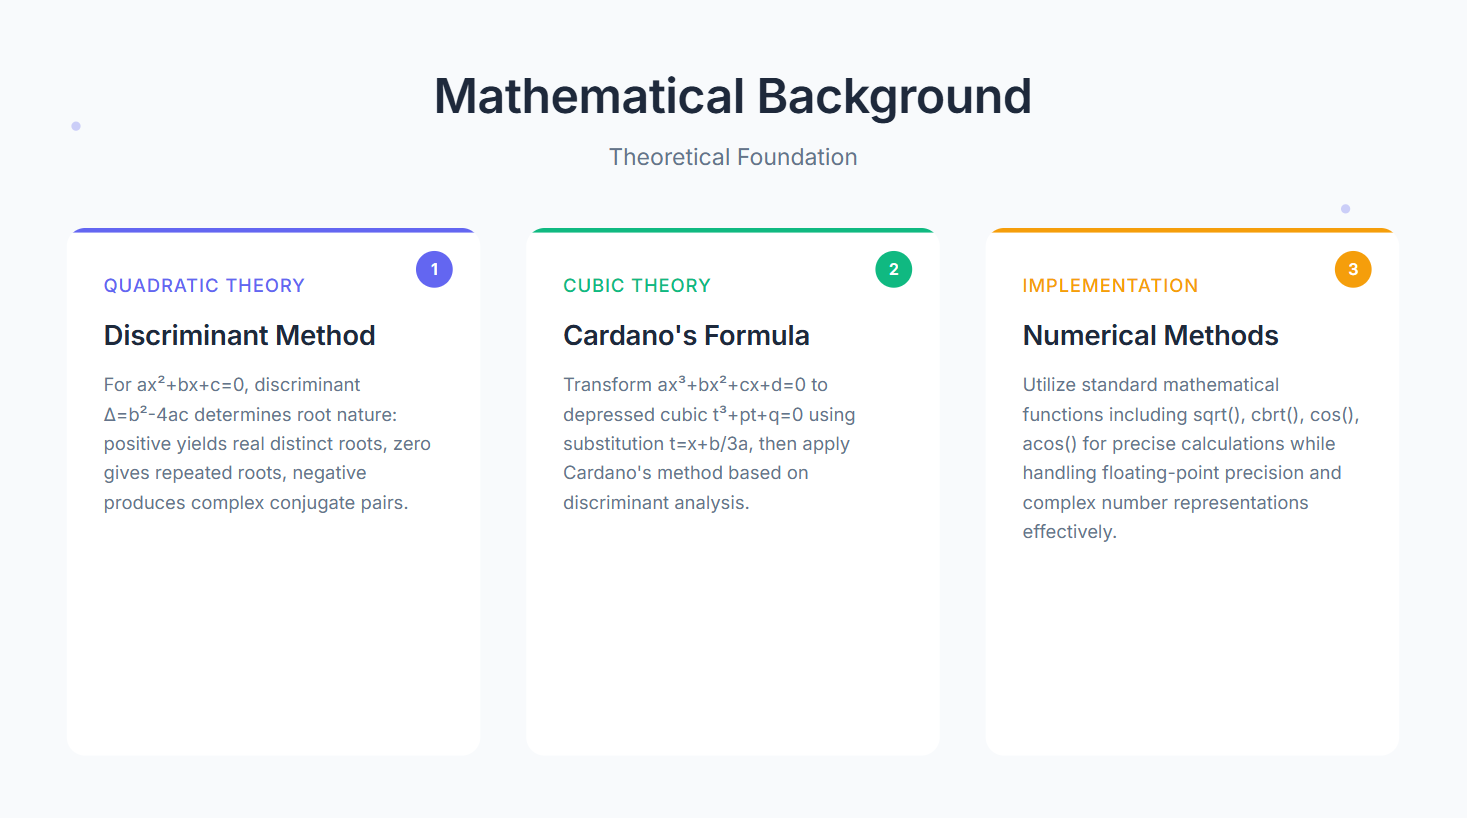 Mathematical Background
Theoretical Foundation
1
QUADRATIC THEORY
Discriminant Method
For ax²+bx+c=0, discriminant
Δ=b²-4ac determines root nature:
positive yields real distinct roots, zero
gives repeated roots, negative
produces complex conjugate pairs.
2
CUBIC THEORY
Cardano's Formula
Transform ax³+bx²+cx+d=0 to
depressed cubic t³+pt+q=0 using
substitution t=x+b/3a, then apply
Cardano's method based on
discriminant analysis.
3
IMPLEMENTATION
Numerical Methods
Utilize standard mathematical
functions including sqrt(), cbrt(), cos(),
acos() for precise calculations while
handling floating-point precision and
complex number representations
effectively.